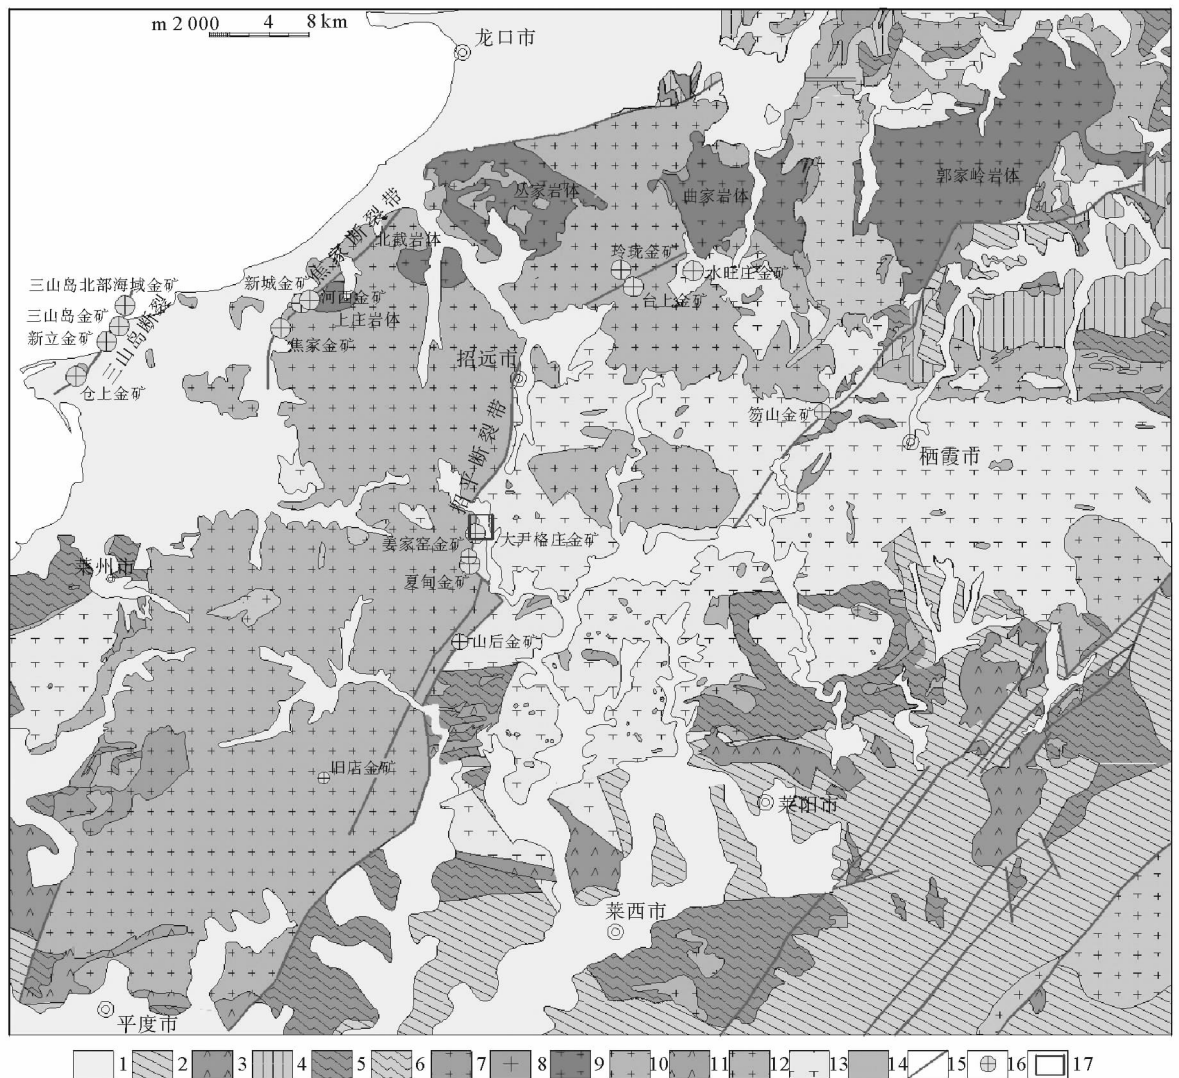 m 2 000 4 8 km
龙口市
丛家岩体
曲家岩体
郭家岭岩体
焦家断裂带
北截岩体
玲珑金矿
水旺庄金矿
台上金矿
三山岛北部海域金矿
新城金矿
河西金矿
上庄岩体
三山岛金矿
三山岛断裂
新立金矿
焦家金矿
仓上金矿
招远市
笏山金矿
栖霞市
招平断裂带
姜家窑金矿
大尹格庄金矿
夏甸金矿
莱州市
山后金矿
旧店金矿
莱阳市
莱西市
平度市
1 2 3 4 5 6 7 8 9 10 11 12 13 14 15 16 17